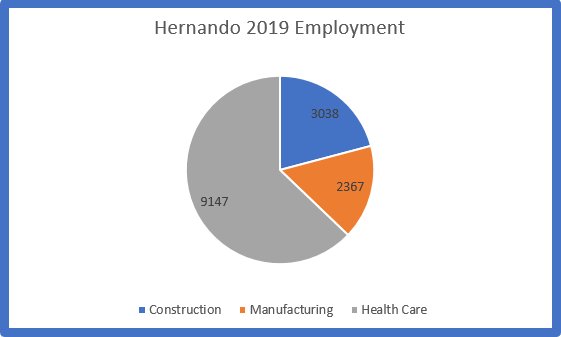 Hernando 2019 Employment
3038
2367
9147
Construction Manufacturing Health Care